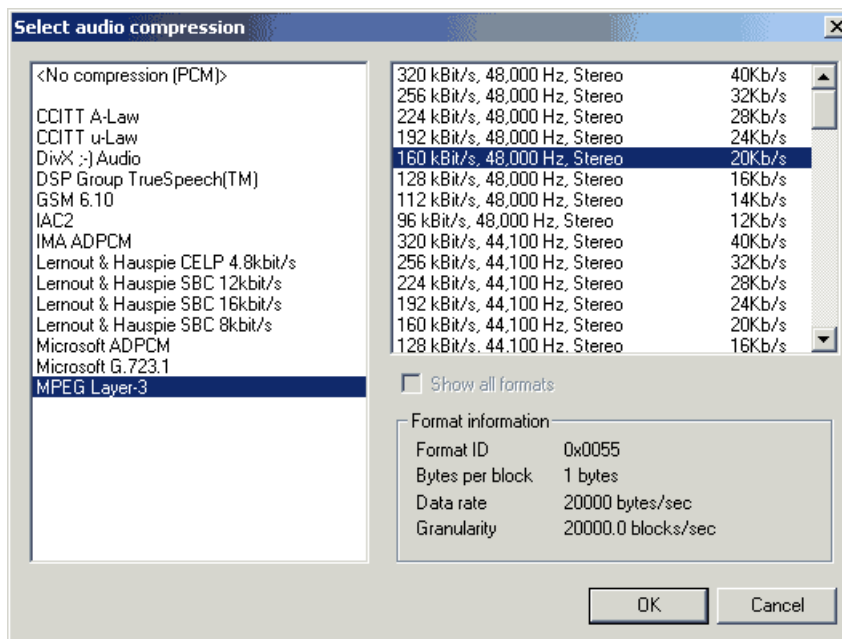 Select audio compression
<No compression (PCM)>
CCITT A-Law
CCITT u-Law
DivX ;-) Audio
DSP Group TrueSpeech(TM)
GSM 6.10
IAC2
IMA ADPCM
Lernout & Hauspie CELP 4.8kbit/s
Lernout & Hauspie SBC 12kbit/s
Lernout & Hauspie SBC 16kbit/s
Lernout & Hauspie SBC 8kbit/s
Microsoft ADPCM
Microsoft G.723.1
MPEG Layer-3
320 kBit/s, 48,000 Hz, Stereo 40Kb/s
256 kBit/s, 48,000 Hz, Stereo 32Kb/s
224 kBit/s, 48,000 Hz, Stereo 28Kb/s
192 kBit/s, 48,000 Hz, Stereo 24Kb/s
160 kBit/s, 48,000 Hz, Stereo 20Kb/s
128 kBit/s, 48,000 Hz, Stereo 16Kb/s
112 kBit/s, 48,000 Hz, Stereo 14Kb/s
96 kBit/s, 48,000 Hz, Stereo 12Kb/s
320 kBit/s, 44,100 Hz, Stereo 40Kb/s
256 kBit/s, 44,100 Hz, Stereo 32Kb/s
224 kBit/s, 44,100 Hz, Stereo 28Kb/s
192 kBit/s, 44,100 Hz, Stereo 24Kb/s
160 kBit/s, 44,100 Hz, Stereo 20Kb/s
128 kBit/s, 44,100 Hz, Stereo 16Kb/s
Show all formats
Format information
Format ID 0x0055
Bytes per block 1 bytes
Data rate 20000 bytes/sec
Granularity 20000.0 blocks/sec
OK Cancel